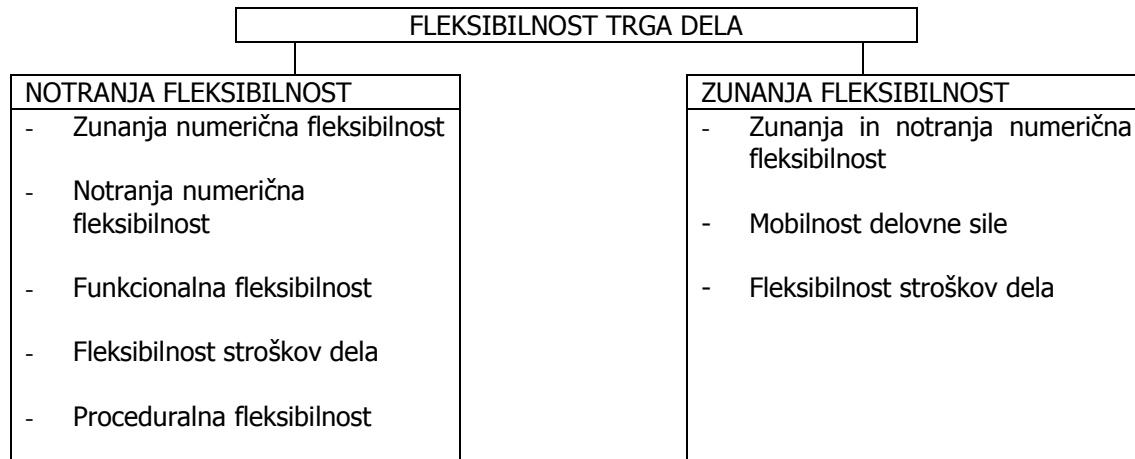 FLEKSIBILNOST TRGA DELA
NOTRANJA FLEKSIBILNOST
- Zunanja numerična fleksibilnost
- Notranja numerična
fleksibilnost
- Funkcionalna fleksibilnost
- Fleksibilnost stroškov dela
- Proceduralna fleksibilnost
ZUNANJA FLEKSIBILNOST
- Zunanja in notranja numerična
fleksibilnost
- Mobilnost delovne sile
- Fleksibilnost stroškov dela